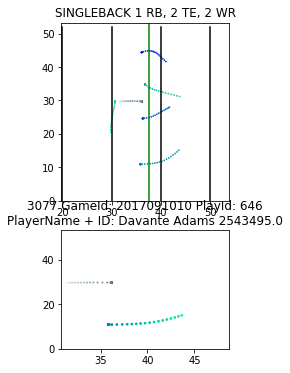 SINGLEBACK 1 RB, 2 TE, 2 WR
50
40
30
20
10
0
20 30 40 50
3077 GameId: 2017091010 PlayId: 646
PlayerName + ID: Davante Adams 2543495.0
40
20
0
35 40 45